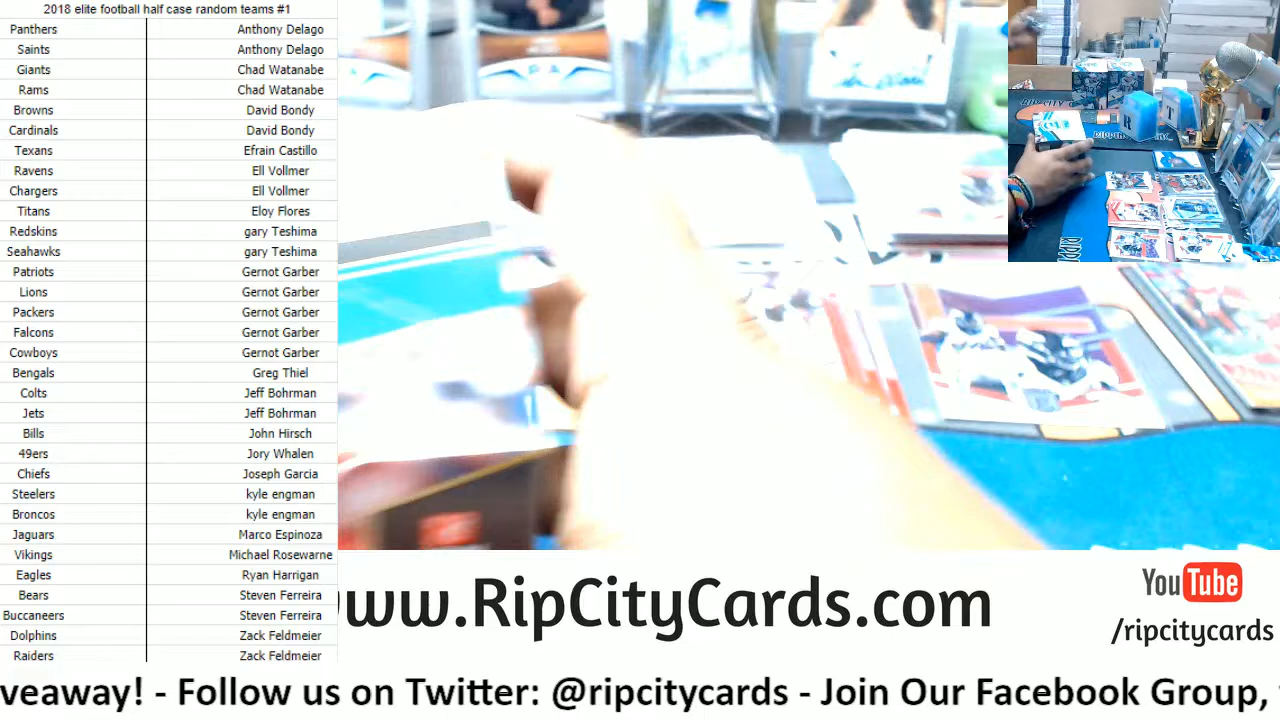 2018 elite football half case random teams #1
Panthers Anthony Delago
Saints Anthony Delago
Giants Chad Watanabe
Rams Chad Watanabe
Browns David Bondy
Cardinals David Bondy
Texans Efrain Castillo
Ravens Ell Vollmer
Chargers Ell Vollmer
Titans Eloy Flores
Redskins gary Teshima
Seahawks gary Teshima
Patriots Gernot Garber
Lions Gernot Garber
Packers Gernot Garber
Falcons Gernot Garber
Cowboys Gernot Garber
Bengals Greg Thiel
Colts Jeff Bohrman
Jets Jeff Bohrman
Bills John Hirsch
49ers Jory Whalen
Chiefs Joseph Garcia
Steelers kyle engman
Broncos kyle engman
Jaguars Marco Espinoza
Vikings Michael Rosewarne
Eagles Ryan Harrigan
Bears Steven Ferreira
Buccaneers Steven Ferreira
Dolphins Zack Feldmeier
Raiders Zack Feldmeier
R T
ww.RipCityCards.com
YouTube
/ripcitycards
veaway! - Follow us on Twitter: @ripcitycards - Join Our Facebook Group,